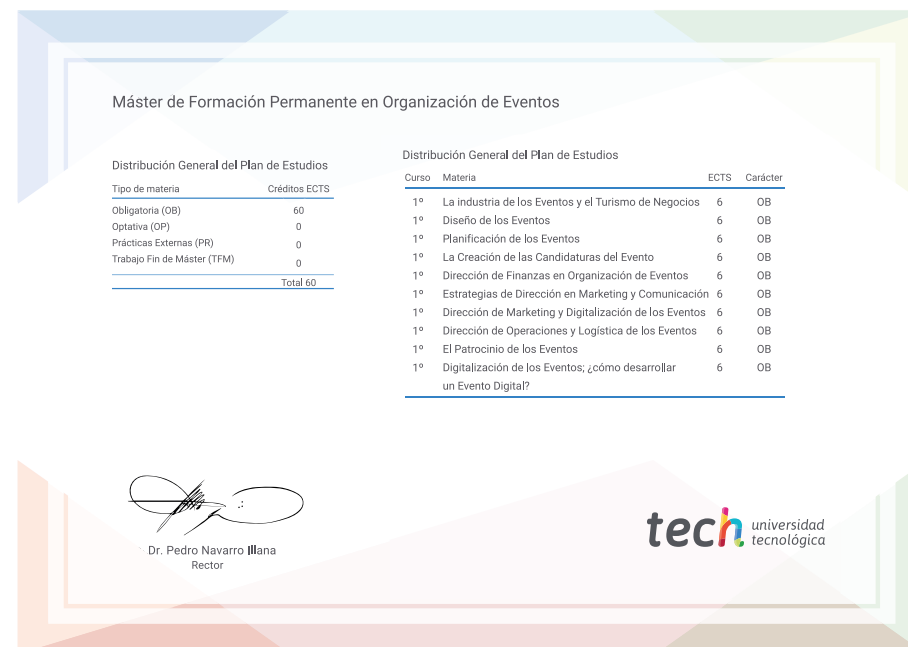 Máster de Formación Permanente en Organización de Eventos
Distribución General del Plan de Estudios
Tipo de materia Créditos ECTS
Obligatoria (OB) 60
Optativa (OP) 0
Prácticas Externas (PR) 0
Trabajo Fin de Máster (TFM) 0
Total 60
Distribución General del Plan de Estudios
Curso Materia ECTS Carácter
1º La industria de los Eventos y el Turismo de Negocios 6 OB
1º Diseño de los Eventos 6 OB
1º Planificación de los Eventos 6 OB
1º La Creación de las Candidaturas del Evento 6 OB
1º Dirección de Finanzas en Organización de Eventos 6 OB
1º Estrategias de Dirección en Marketing y Comunicación 6 OB
1º Dirección de Marketing y Digitalización de los Eventos 6 OB
1º Dirección de Operaciones y Logística de los Eventos 6 OB
1º El Patrocinio de los Eventos 6 OB
1º Digitalización de los Eventos; ¿cómo desarrollar 6 OB
un Evento Digital?
Dr. Pedro Navarro Illana
Rector
tech universidad
tecnológica